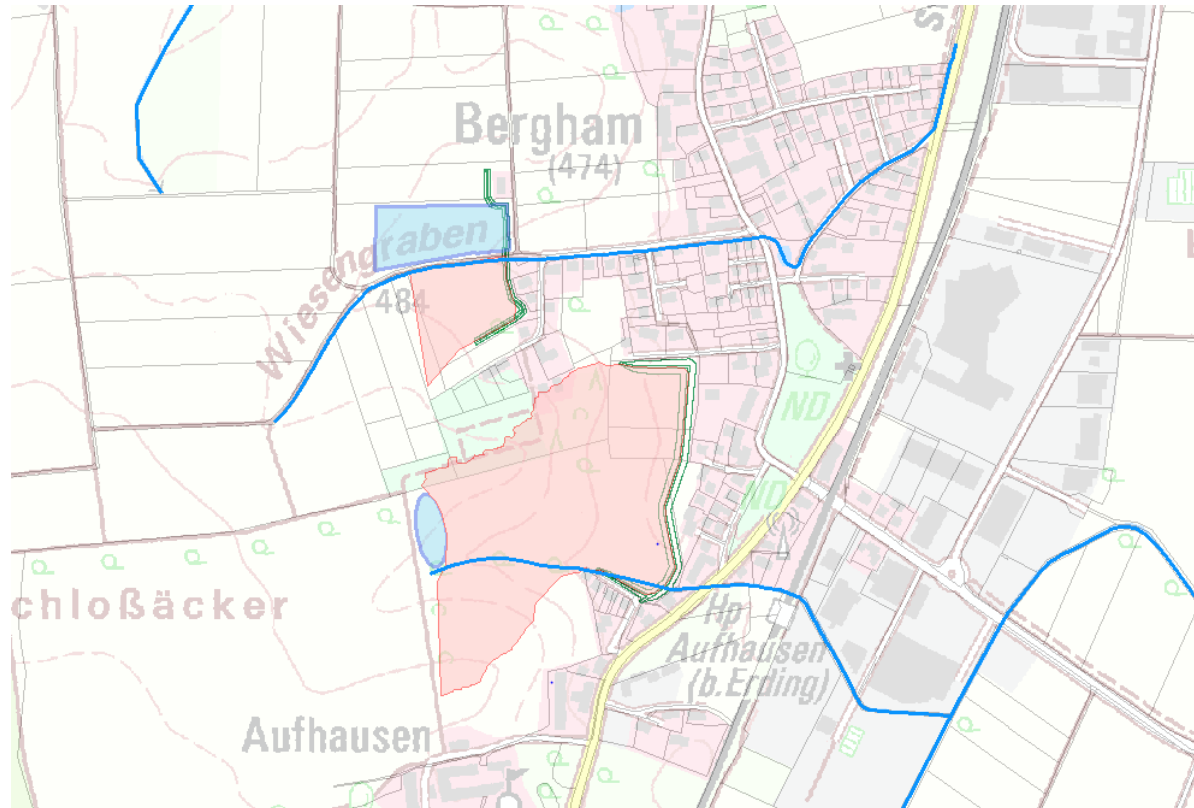 Bergham
(474)
Wiesengraben
484
ND
ND
chloßäcker
Hp
Aufhausen
(b.Erding)
Aufhausen